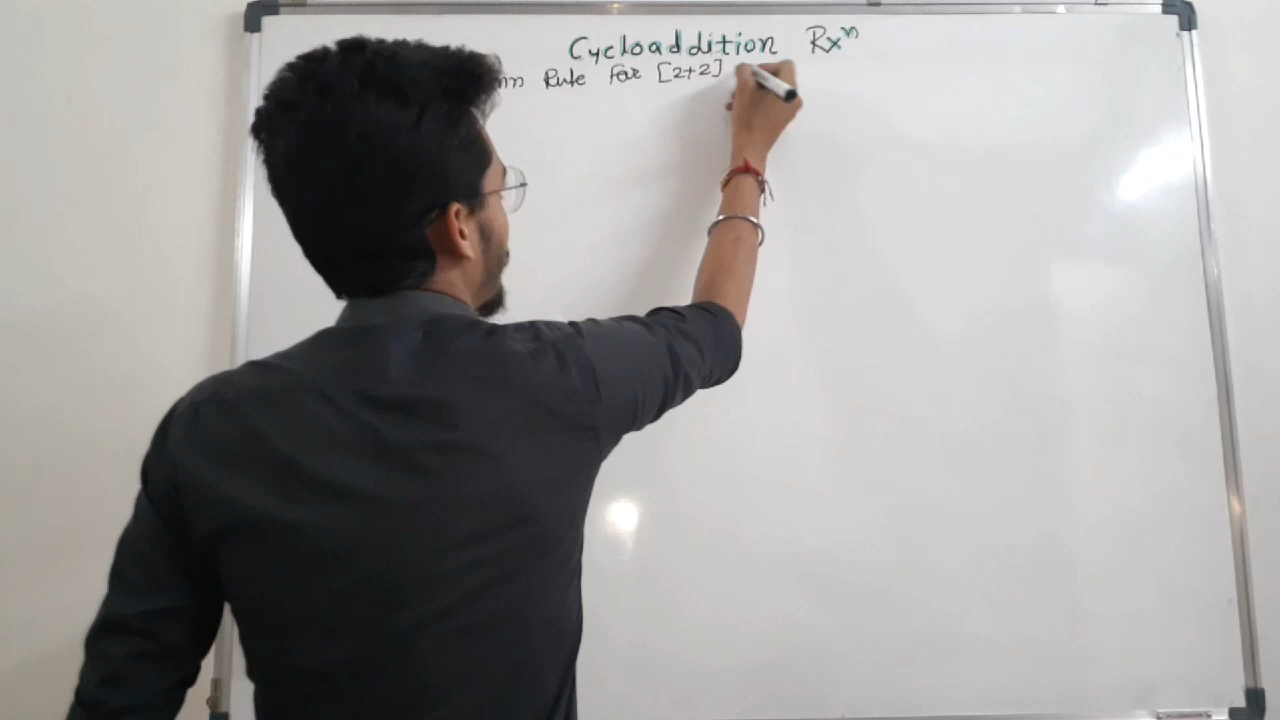 Cycloaddition Rxⁿ
Rule For [2+2]